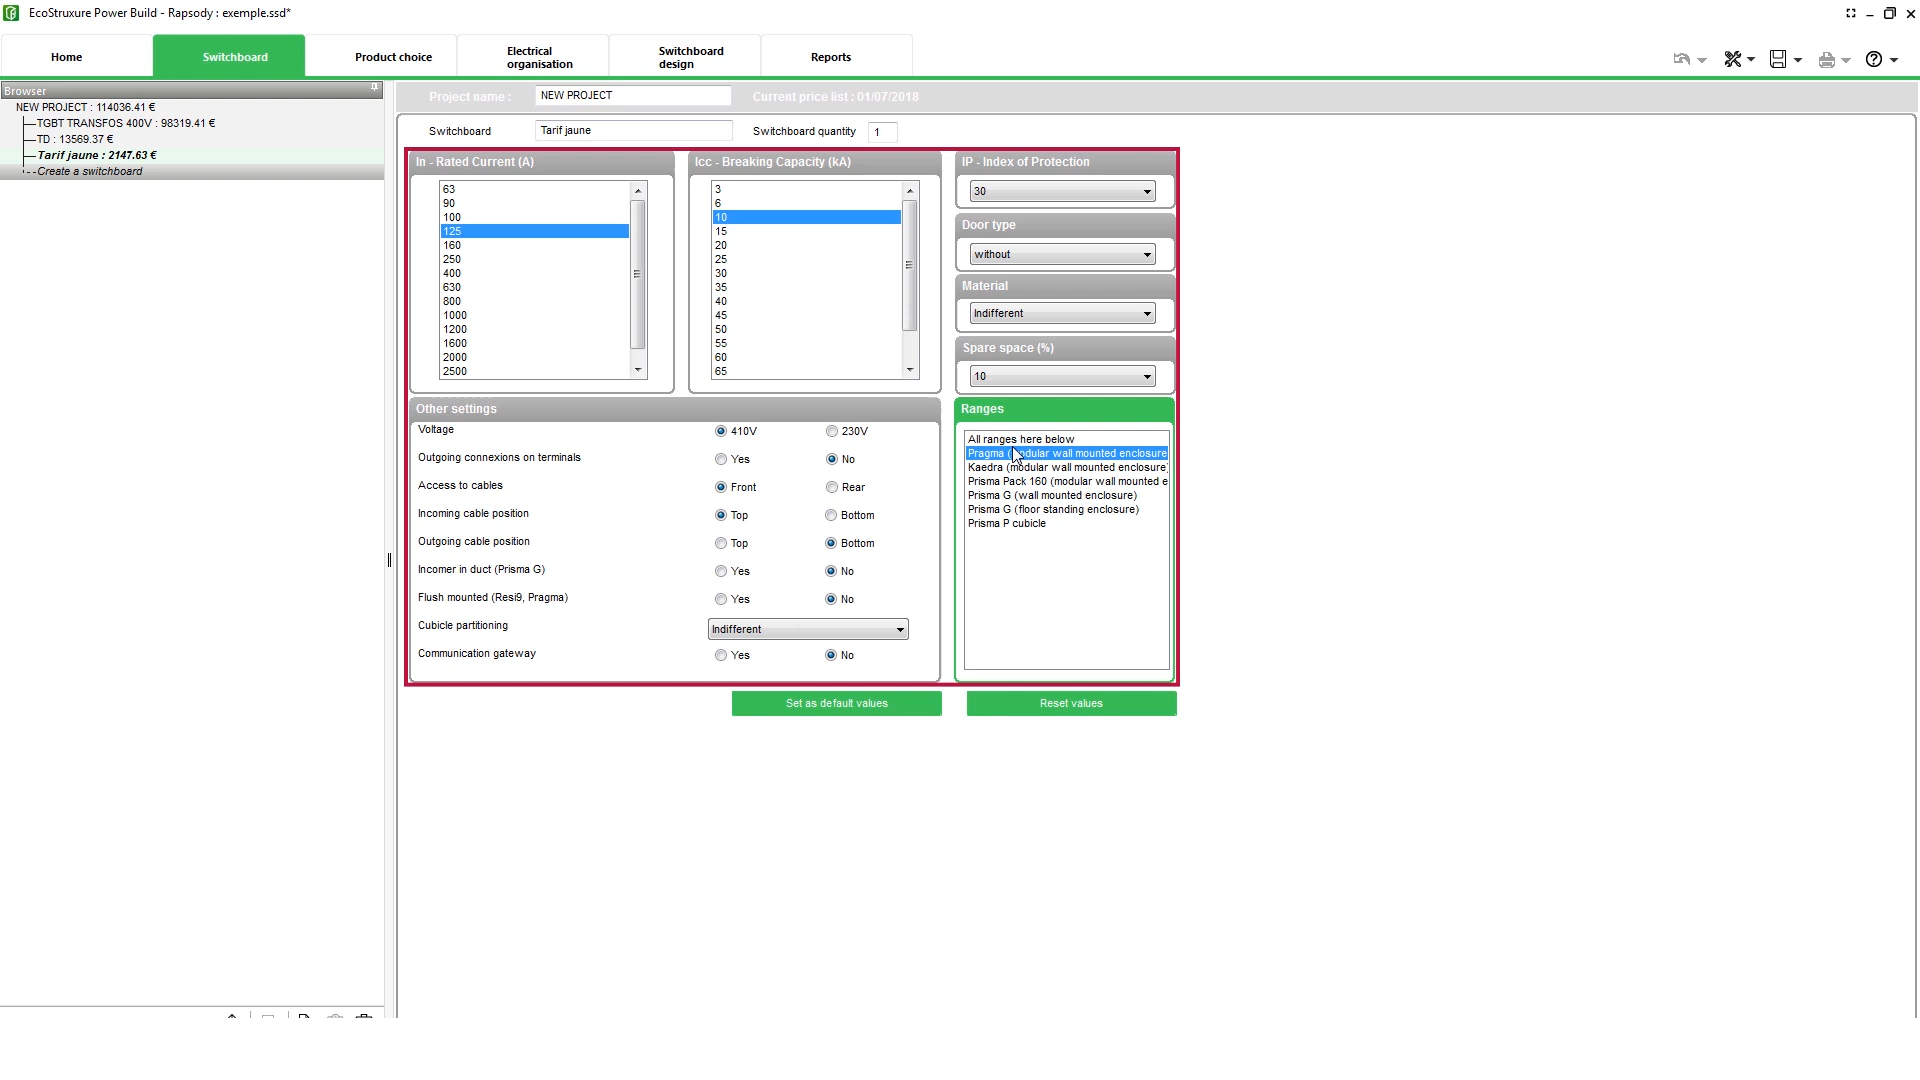 EcoStruxure Power Build - Rapsody : exemple.ssd*
Home
Switchboard
Product choice
Electrical organisation
Switchboard design
Reports
Browser
NEW PROJECT : 114036.41 €
TGBT TRANSFOS 400V : 98319.41 €
TD : 13569.37 €
Tarif jaune : 2147.63 €
Create a switchboard
Project name : NEW PROJECT Current price list : 01/07/2018
Switchboard Tarif jaune Switchboard quantity 1
In - Rated Current (A)
63
90
100
125
160
250
400
630
800
1000
1200
1600
2000
2500
Icc - Breaking Capacity (kA)
3
6
10
15
20
25
30
35
40
45
50
55
60
65
IP - Index of Protection
30
Door type
without
Material
Indifferent
Spare space (%)
10
Other settings
Voltage 410V 230V
Outgoing connexions on terminals Yes No
Access to cables Front Rear
Incoming cable position Top Bottom
Outgoing cable position Top Bottom
Incomer in duct (Prisma G) Yes No
Flush mounted (Resi9, Pragma) Yes No
Cubicle partitioning Indifferent
Communication gateway Yes No
Ranges
All ranges here below
Pragma (modular wall mounted enclosure
Kaedra (modular wall mounted enclosure)
Prisma Pack 160 (modular wall mounted e
Prisma G (wall mounted enclosure)
Prisma G (floor standing enclosure)
Prisma P cubicle
Set as default values
Reset values